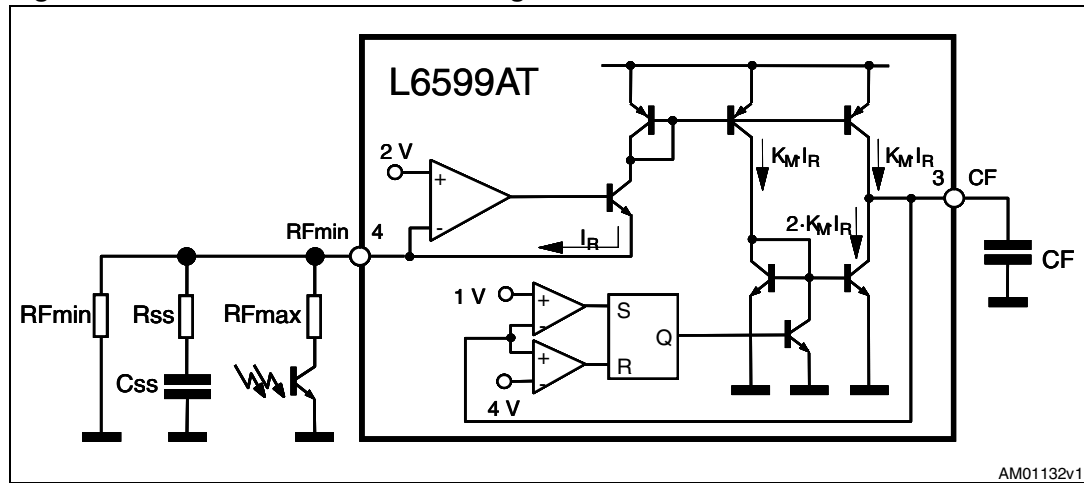 L6599AT
2 V
+
-
K_M·I_R
K_M·I_R
3 CF
RFmin 4
I_R
2·K_M·I_R
CF
RFmin
Rss
RFmax
Css
1 V
+
-
S
Q
+
-
R
4 V
AM01132v1